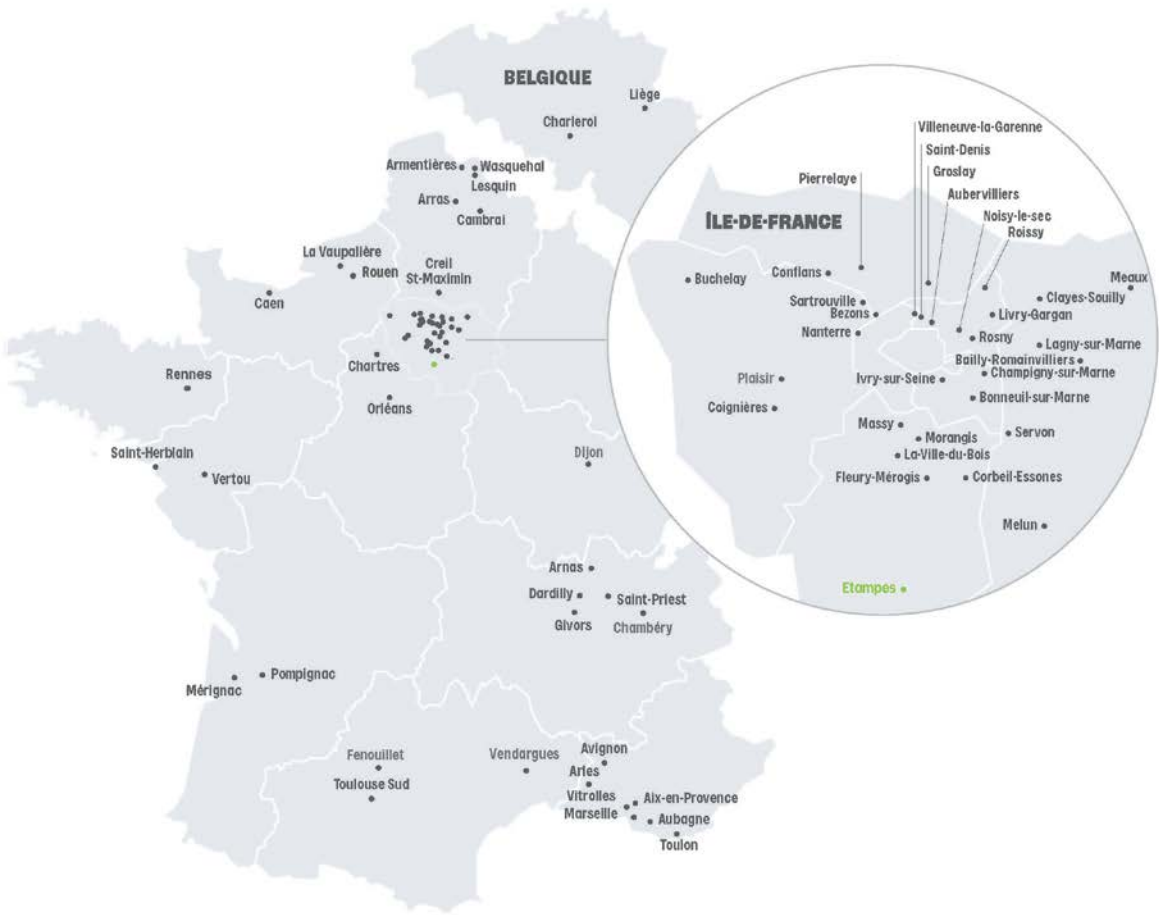 BELGIQUE
Liège
Charleroi
Armentières
Wasquehal
Lesquin
Arras
Cambrai
La Vaupalière
Rouen
Creil
St-Maximin
Caen
Chartres
Rennes
Orléans
Saint-Herblain
Vertou
Dijon
Arnas
Dardilly
Saint-Priest
Givors
Chambéry
Pompignac
Mérignac
Fenouillet
Toulouse Sud
Vendargues
Avignon
Arles
Vitrolles
Aix-en-Provence
Marseille
Aubagne
Toulon
Villeneuve-la-Garenne
Saint-Denis
Groslay
Pierrelaye
Aubervilliers
Noisy-le-sec
ÎLE-DE-FRANCE
Roissy
Buchelay
Conflans
Meaux
Clayes-Souilly
Sartrouville
Bezons
Livry-Gargan
Nanterre
Rosny
Lagny-sur-Marne
Bailly-Romainvilliers
Plaisir
Ivry-sur-Seine
Champigny-sur-Marne
Coignières
Bonneuil-sur-Marne
Massy
Morangis
Servon
La-Ville-du-Bois
Fleury-Mérogis
Corbeil-Essones
Melun
Etampes